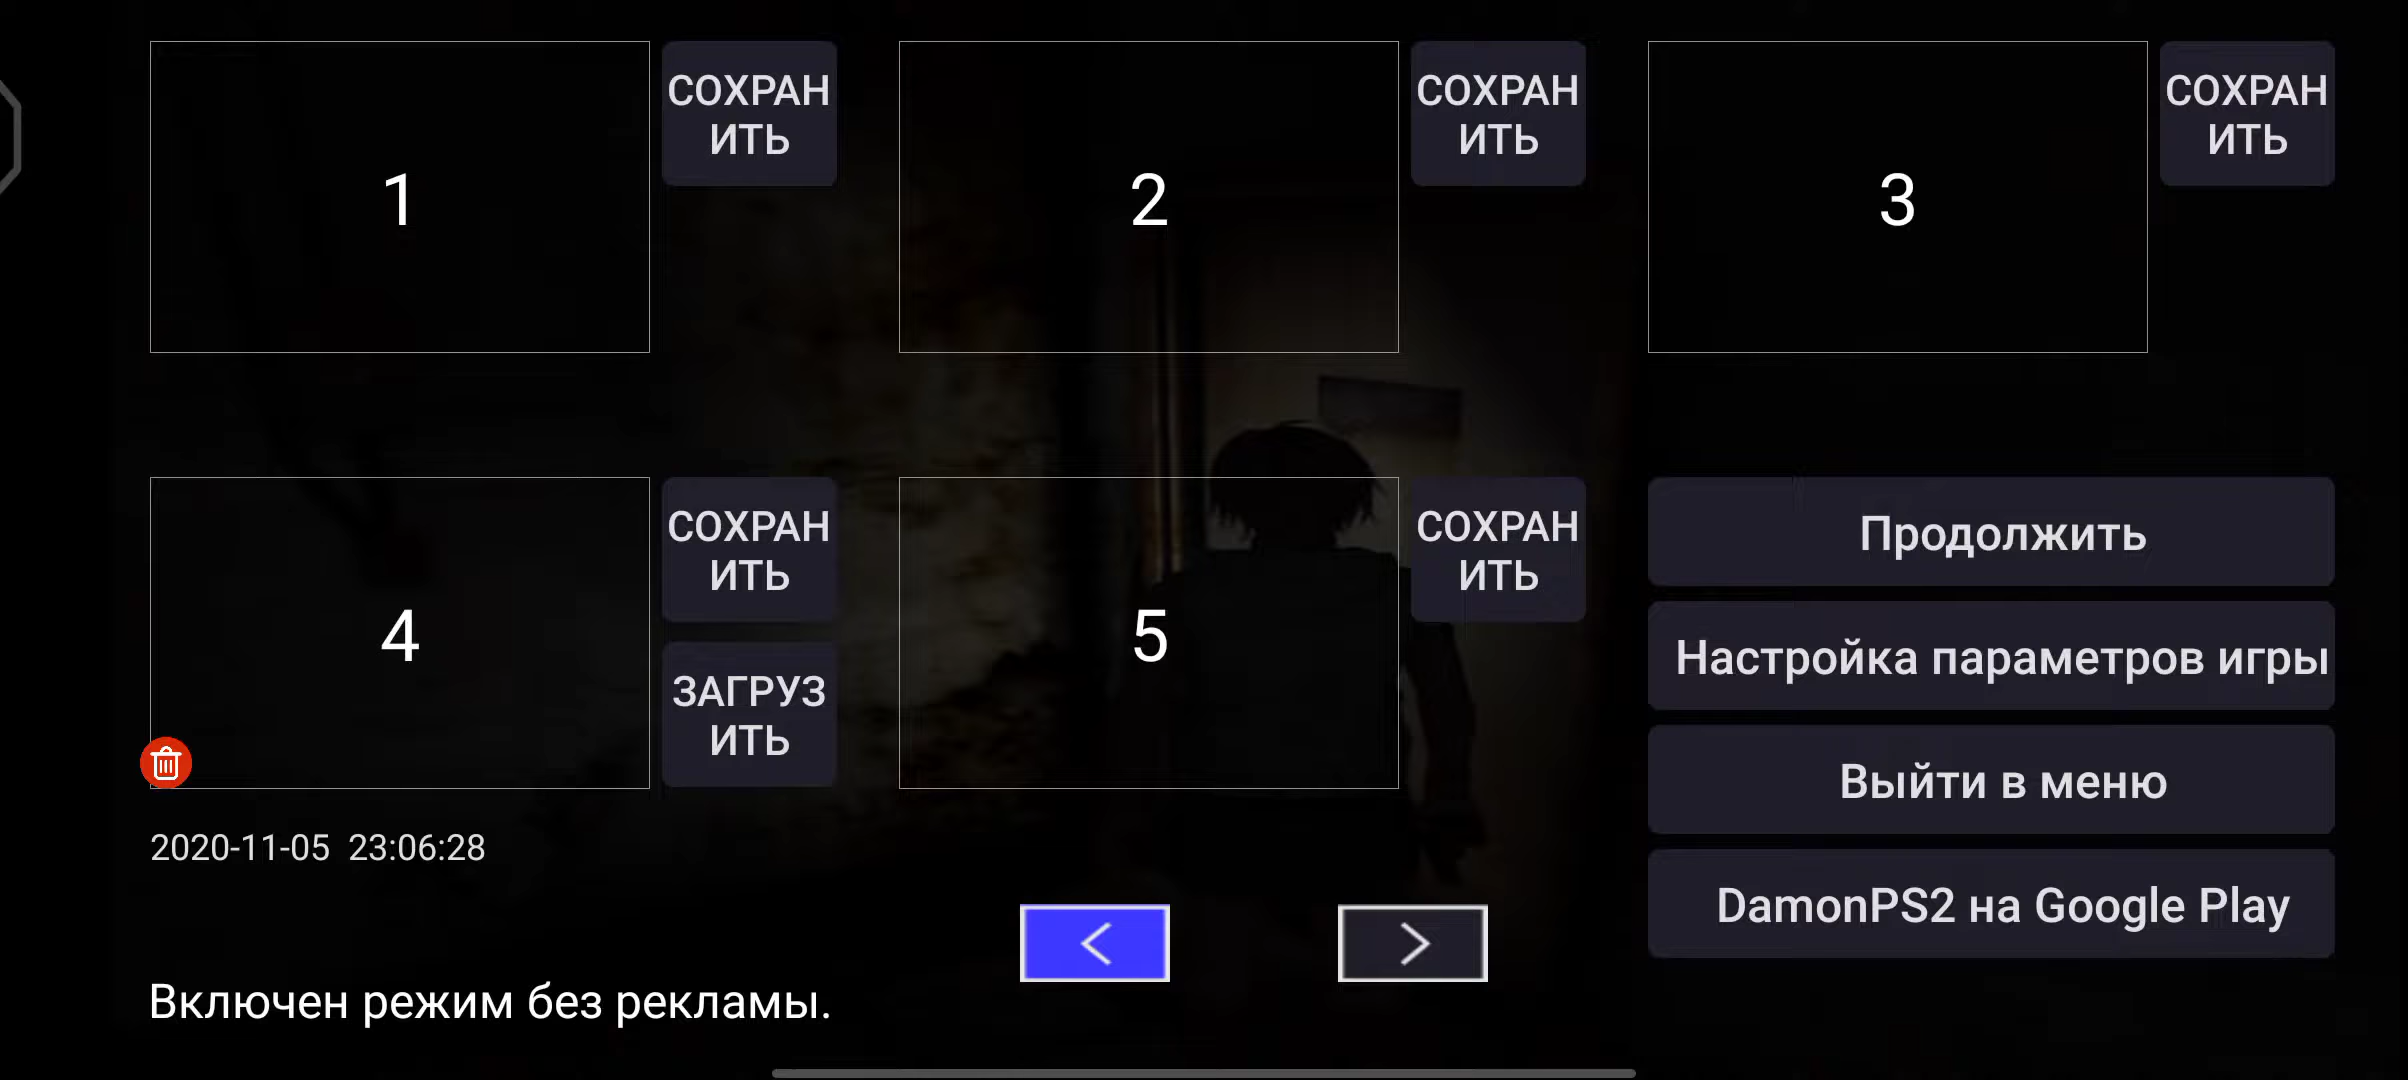 1
СОХРАН
ИТЬ
2
СОХРАН
ИТЬ
3
СОХРАН
ИТЬ
4
СОХРАН
ИТЬ
ЗАГРУЗ
ИТЬ
2020-11-05 23:06:28
5
СОХРАН
ИТЬ
Продолжить
Настройка параметров игры
Выйти в меню
DamonPS2 на Google Play
<
>
Включен режим без рекламы.